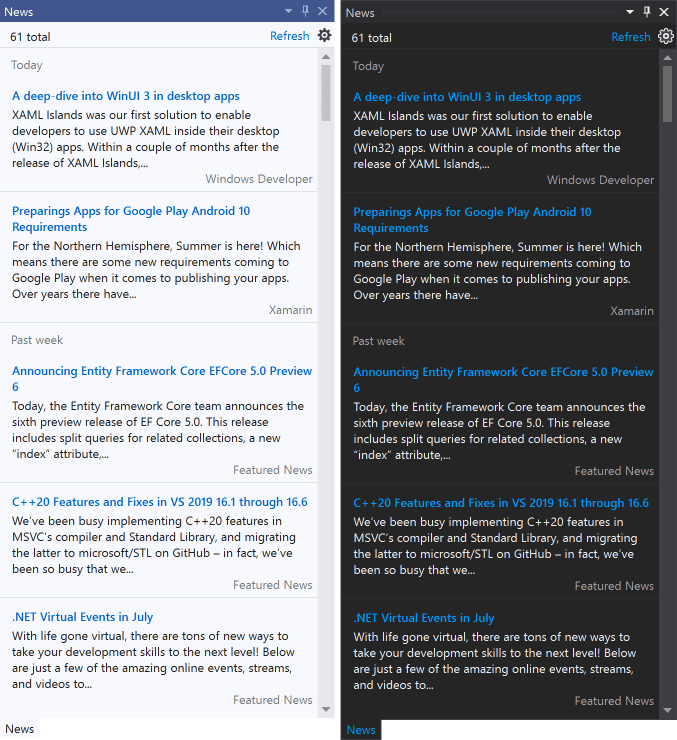 News
61 total
Refresh
Today
A deep-dive into WinUI 3 in desktop apps
XAML Islands was our first solution to enable
developers to use UWP XAML inside their desktop
(Win32) apps. Within a couple of months after the
release of XAML Islands,...
Windows Developer
Preparings Apps for Google Play Android 10
Requirements
For the Northern Hemisphere, Summer is here! Which
means there are some new requirements coming to
Google Play when it comes to publishing your apps.
Over years there have...
Xamarin
Past week
Announcing Entity Framework Core EFCore 5.0 Preview
6
Today, the Entity Framework Core team announces the
sixth preview release of EF Core 5.0. This release
includes split queries for related collections, a new
“index” attribute,...
Featured News
C++20 Features and Fixes in VS 2019 16.1 through 16.6
We’ve been busy implementing C++20 features in
MSVC’s compiler and Standard Library, and migrating
the latter to microsoft/STL on GitHub – in fact, we’ve
been so busy that we...
Featured News
.NET Virtual Events in July
With life gone virtual, there are tons of new ways to
take your development skills to the next level! Below
are just a few of the amazing online events, streams,
and videos to...
Featured News
News
News
61 total
Refresh
Today
A deep-dive into WinUI 3 in desktop apps
XAML Islands was our first solution to enable
developers to use UWP XAML inside their desktop
(Win32) apps. Within a couple of months after the
release of XAML Islands,...
Windows Developer
Preparings Apps for Google Play Android 10
Requirements
For the Northern Hemisphere, Summer is here! Which
means there are some new requirements coming to
Google Play when it comes to publishing your apps.
Over years there have...
Xamarin
Past week
Announcing Entity Framework Core EFCore 5.0 Preview
6
Today, the Entity Framework Core team announces the
sixth preview release of EF Core 5.0. This release
includes split queries for related collections, a new
“index” attribute,...
Featured News
C++20 Features and Fixes in VS 2019 16.1 through 16.6
We’ve been busy implementing C++20 features in
MSVC’s compiler and Standard Library, and migrating
the latter to microsoft/STL on GitHub – in fact, we’ve
been so busy that we...
Featured News
.NET Virtual Events in July
With life gone virtual, there are tons of new ways to
take your development skills to the next level! Below
are just a few of the amazing online events, streams,
and videos to...
Featured News
News